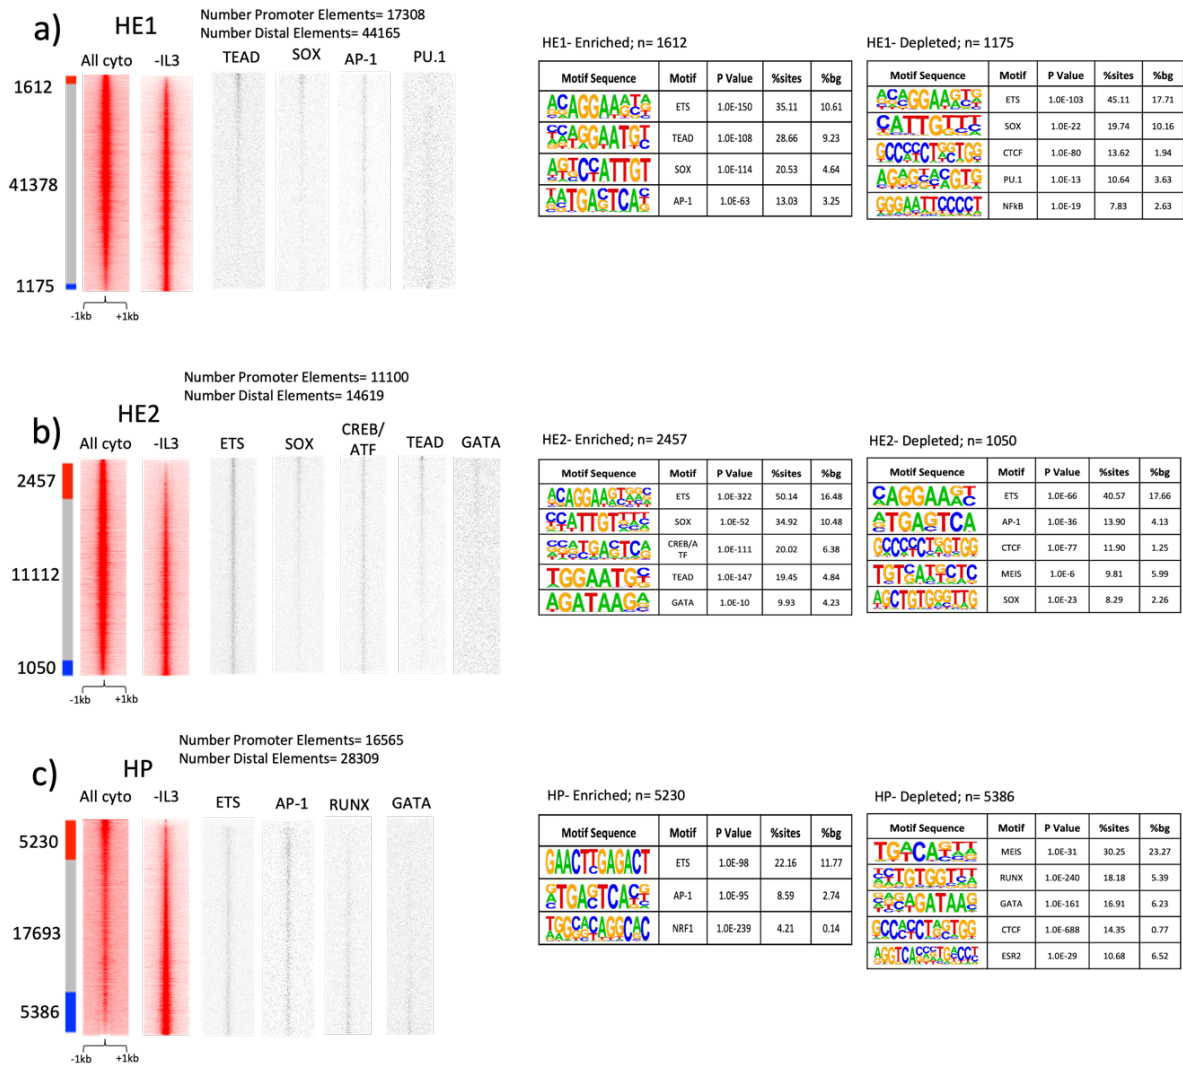 a)
HE1
Number Promoter Elements= 17308
Number Distal Elements= 44165
All cyto -IL3 TEAD SOX AP-1 PU.1
1612
41378
1175
-1kb +1kb
HE1- Enriched; n= 1612
Motif Sequence Motif P Value %sites %bg
ETS 1.0E-150 35.11 10.61
TEAD 1.0E-108 28.66 9.23
SOX 1.0E-114 20.53 4.64
AP-1 1.0E-63 13.03 3.25
HE1- Depleted; n= 1175
Motif Sequence Motif P Value %sites %bg
ETS 1.0E-103 45.11 17.71
SOX 1.0E-22 19.74 10.16
CTCF 1.0E-80 13.62 1.94
PU.1 1.0E-13 10.64 3.63
NFkB 1.0E-19 7.83 2.63
Number Promoter Elements= 11100
Number Distal Elements= 14619
b)
HE2
All cyto -IL3 ETS SOX CREB/ATF TEAD GATA
2457
11112
1050
-1kb +1kb
HE2- Enriched; n= 2457
Motif Sequence Motif P Value %sites %bg
ETS 1.0E-322 50.14 16.48
SOX 1.0E-52 34.92 10.48
CREB/ATF 1.0E-111 20.02 6.38
TEAD 1.0E-147 19.45 4.84
GATA 1.0E-10 9.93 4.23
HE2- Depleted; n= 1050
Motif Sequence Motif P Value %sites %bg
ETS 1.0E-66 40.57 17.66
AP-1 1.0E-36 13.90 4.13
CTCF 1.0E-77 11.90 1.25
MEIS 1.0E-6 9.81 5.99
SOX 1.0E-23 8.29 2.26
Number Promoter Elements= 16565
Number Distal Elements= 28309
c)
HP
All cyto -IL3 ETS AP-1 RUNX GATA
5230
17693
5386
-1kb +1kb
HP- Enriched; n= 5230
Motif Sequence Motif P Value %sites %bg
GAACTTGAGACT ETS 1.0E-98 22.16 11.77
AP-1 1.0E-95 8.59 2.74
NRF1 1.0E-239 4.21 0.14
HP- Depleted; n= 5386
Motif Sequence Motif P Value %sites %bg
MEIS 1.0E-31 30.25 23.27
RUNX 1.0E-240 18.18 5.39
GATA 1.0E-161 16.91 6.23
CTCF 1.0E-688 14.35 0.77
ESR2 1.0E-29 10.68 6.52